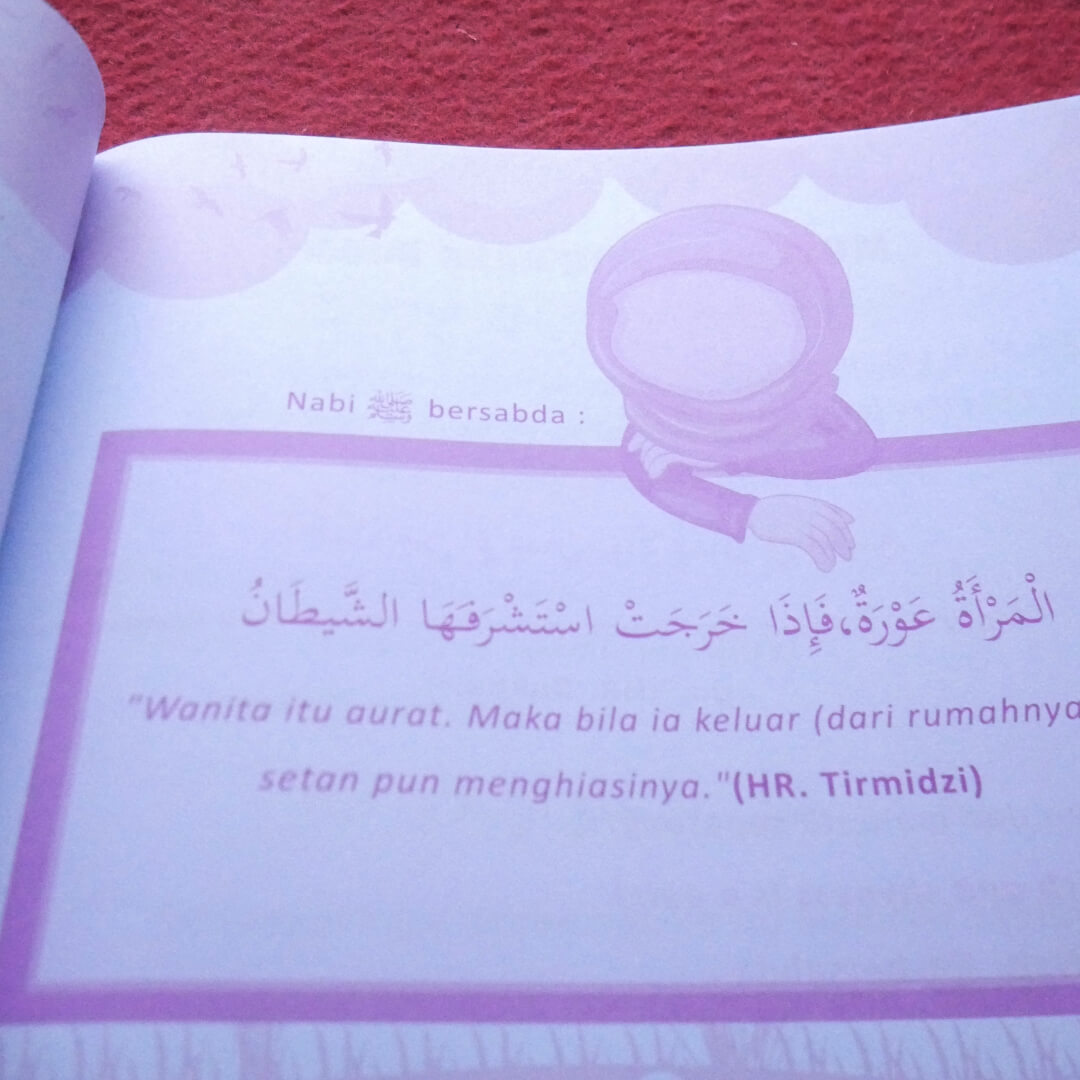 Nabi ﷺ bersabda :
الْمَرْأَةُ عَوْرَةٌ،فَإِذَا خَرَجَتْ اسْتَشْرَفَهَا الشَّيطَانُ
"Wanita itu aurat. Maka bila ia keluar (dari rumahnya
setan pun menghiasinya."(HR. Tirmidzi)